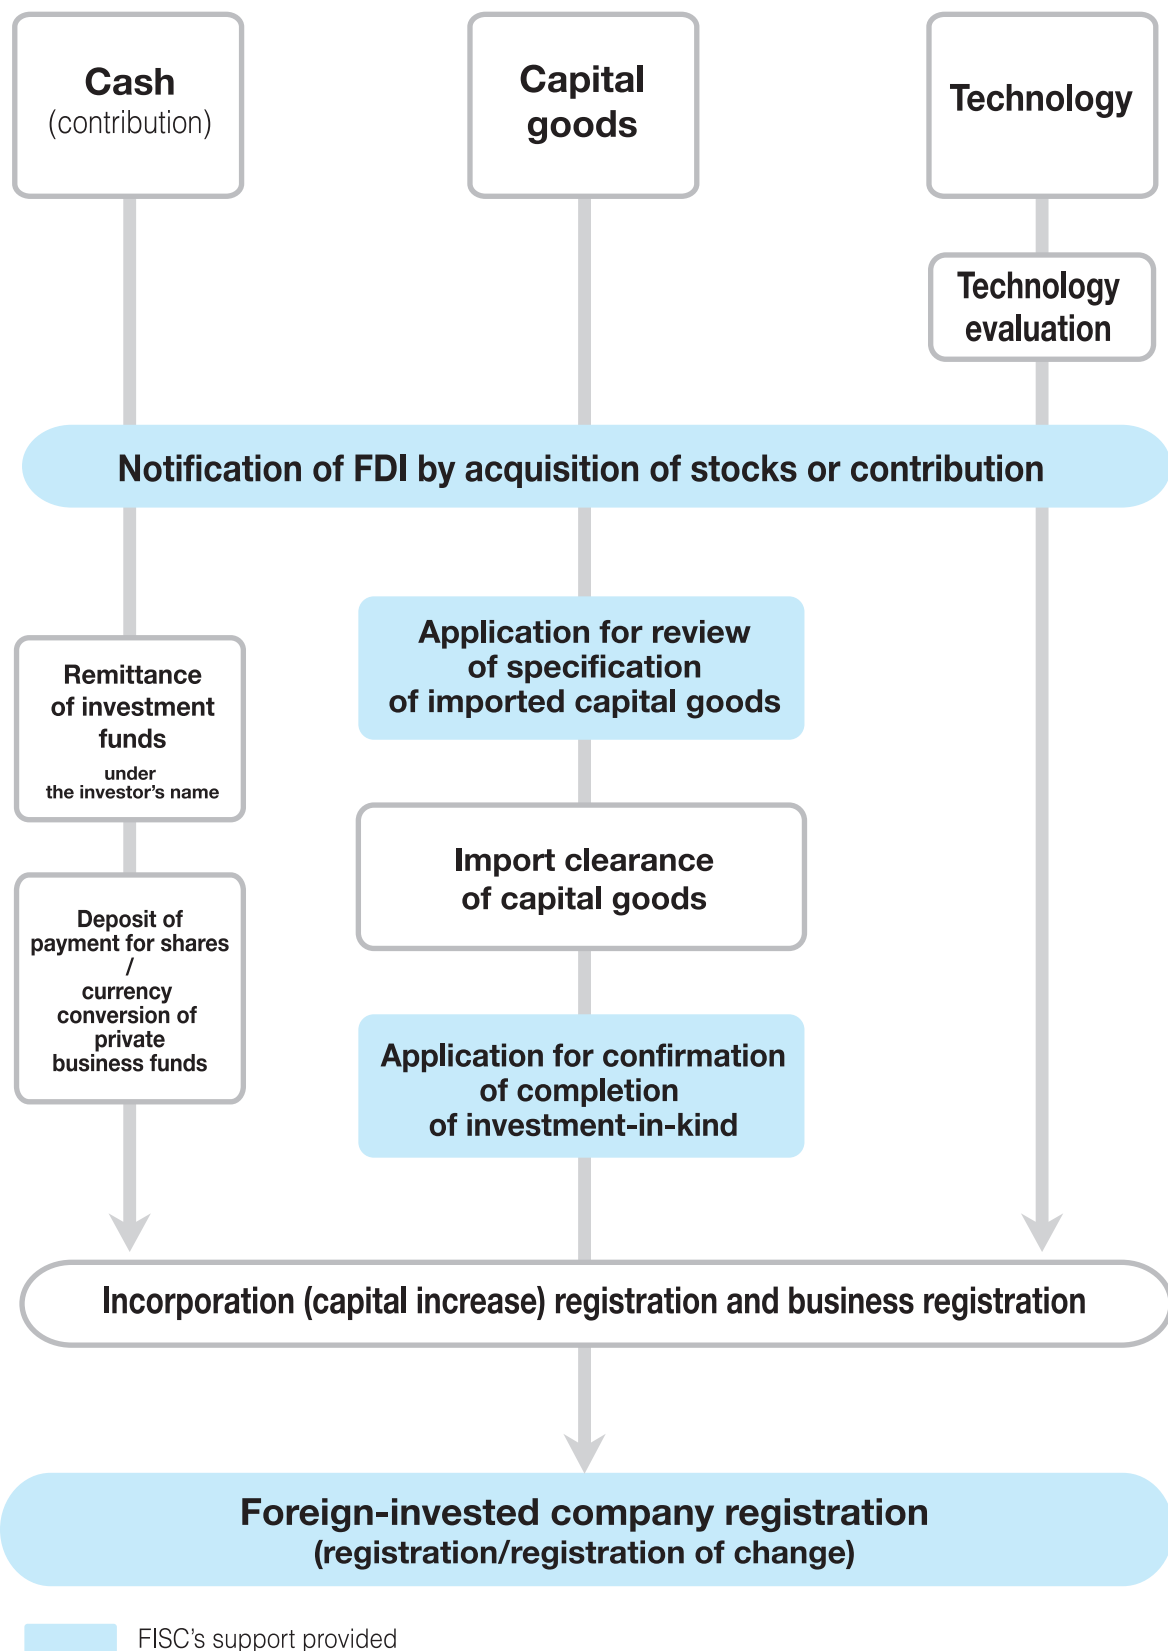 Cash
(contribution)
Capital
goods
Technology
Technology
evaluation
Notification of FDI by acquisition of stocks or contribution
Remittance
of investment
funds
under
the investor's name
Application for review
of specification
of imported capital goods
Import clearance
of capital goods
Deposit of
payment for shares
/
currency
conversion of
private
business funds
Application for confirmation
of completion
of investment-in-kind
Incorporation (capital increase) registration and business registration
Foreign-invested company registration
(registration/registration of change)
FISC's support provided